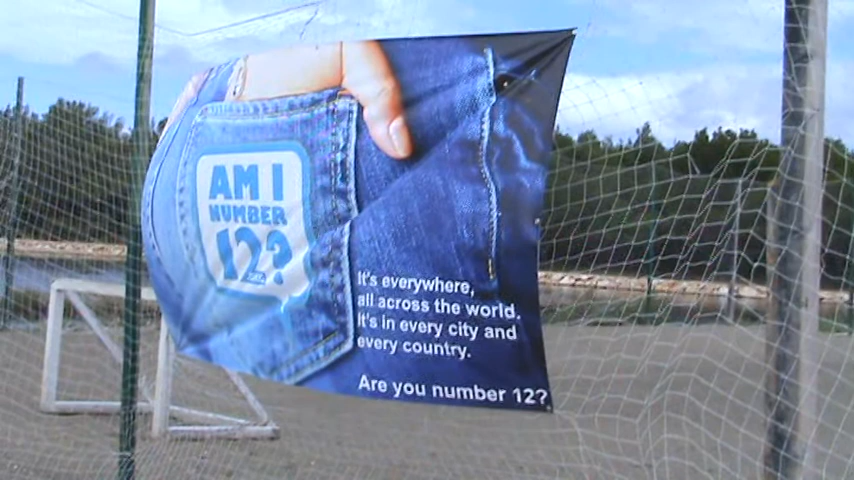 AM I
NUMBER
12?
It's everywhere,
all across the world.
It's in every city and
every country.
Are you number 12?